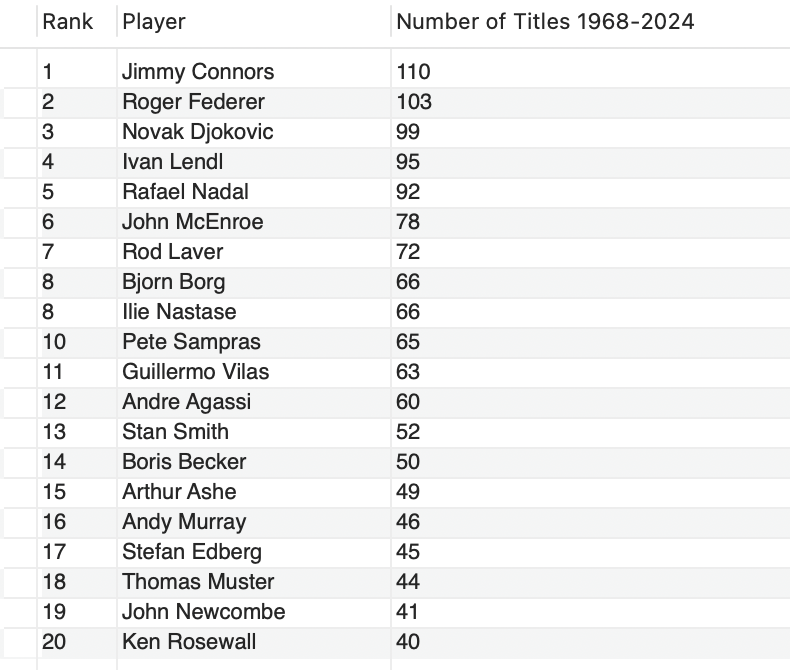 Rank Player Number of Titles 1968-2024
1 Jimmy Connors 110
2 Roger Federer 103
3 Novak Djokovic 99
4 Ivan Lendl 95
5 Rafael Nadal 92
6 John McEnroe 78
7 Rod Laver 72
8 Bjorn Borg 66
8 Ilie Nastase 66
10 Pete Sampras 65
11 Guillermo Vilas 63
12 Andre Agassi 60
13 Stan Smith 52
14 Boris Becker 50
15 Arthur Ashe 49
16 Andy Murray 46
17 Stefan Edberg 45
18 Thomas Muster 44
19 John Newcombe 41
20 Ken Rosewall 40